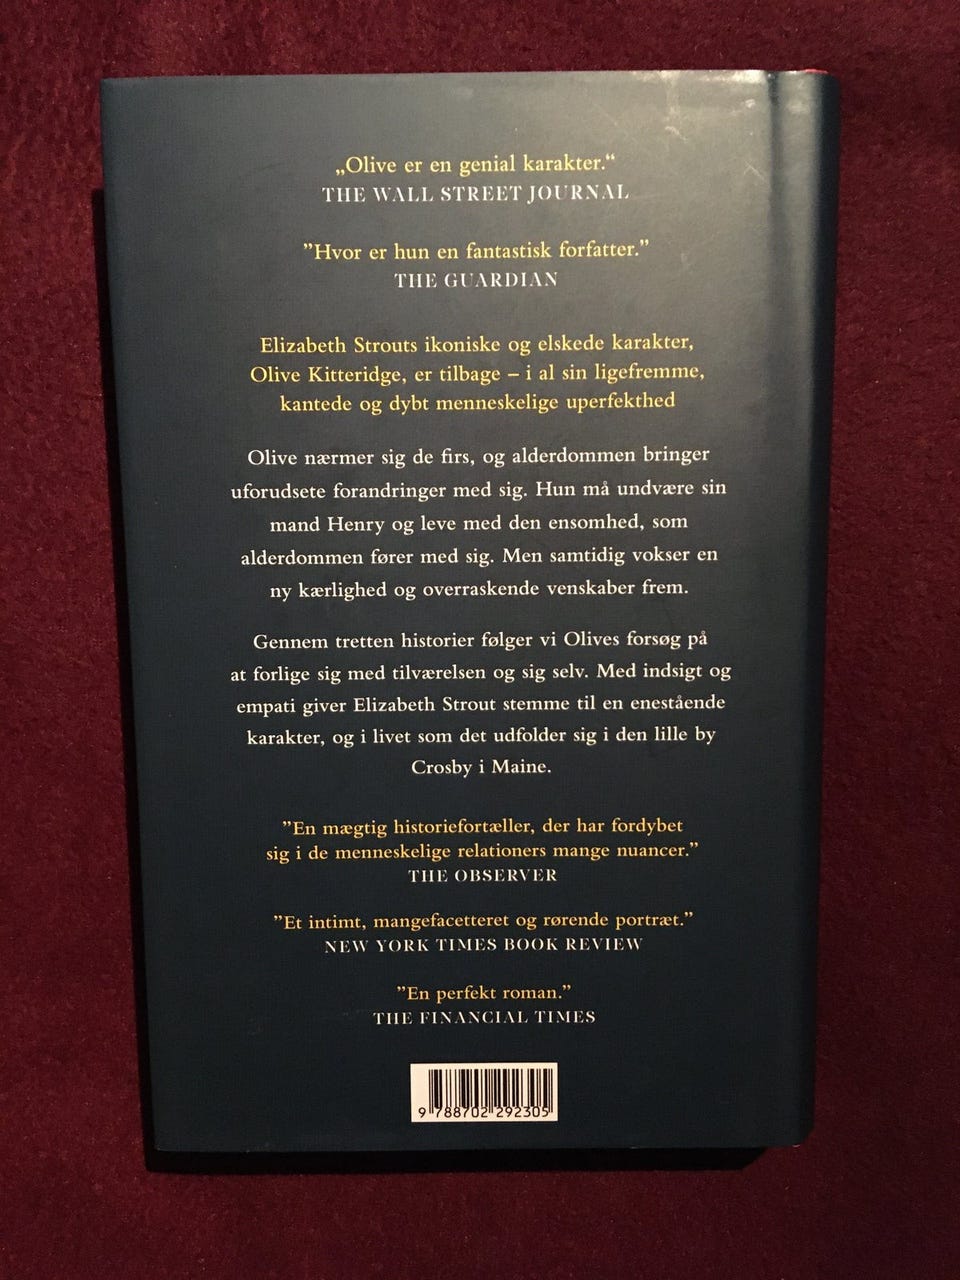 „Olive er en genial karakter.“
THE WALL STREET JOURNAL
”Hvor er hun en fantastisk forfatter.”
THE GUARDIAN
Elizabeth Strouts ikoniske og elskede karakter,
Olive Kitteridge, er tilbage – i al sin ligefremme,
kantede og dybt menneskelige uperfekthed
Olive nærmer sig de firs, og alderdommen bringer
uforudsete forandringer med sig. Hun må undvære sin
mand Henry og leve med den ensomhed, som
alderdommen fører med sig. Men samtidig vokser en
ny kærlighed og overraskende venskaber frem.
Gennem tretten historier følger vi Olives forsøg på
at forlige sig med tilværelsen og sig selv. Med indsigt og
empati giver Elizabeth Strout stemme til en enestående
karakter, og i livet som det udfolder sig i den lille by
Crosby i Maine.
”En mægtig historiefortæller, der har fordybet
sig i de menneskelige relationers mange nuancer.”
THE OBSERVER
”Et intimt, mangefacetteret og rørende portræt.”
NEW YORK TIMES BOOK REVIEW
”En perfekt roman.”
THE FINANCIAL TIMES
9 788702 292305